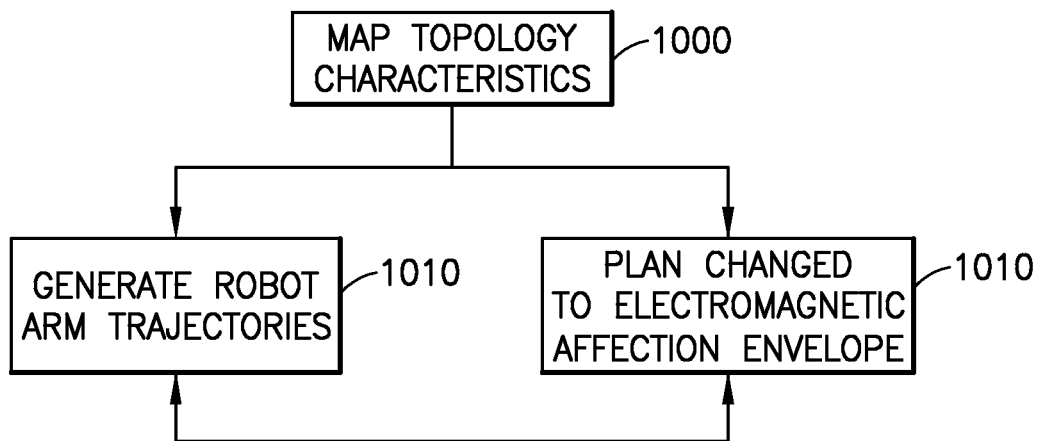 MAP TOPOLOGY
CHARACTERISTICS
1000
GENERATE ROBOT
ARM TRAJECTORIES
1010
PLAN CHANGED
TO ELECTROMAGNETIC
AFFECTION ENVELOPE
1010